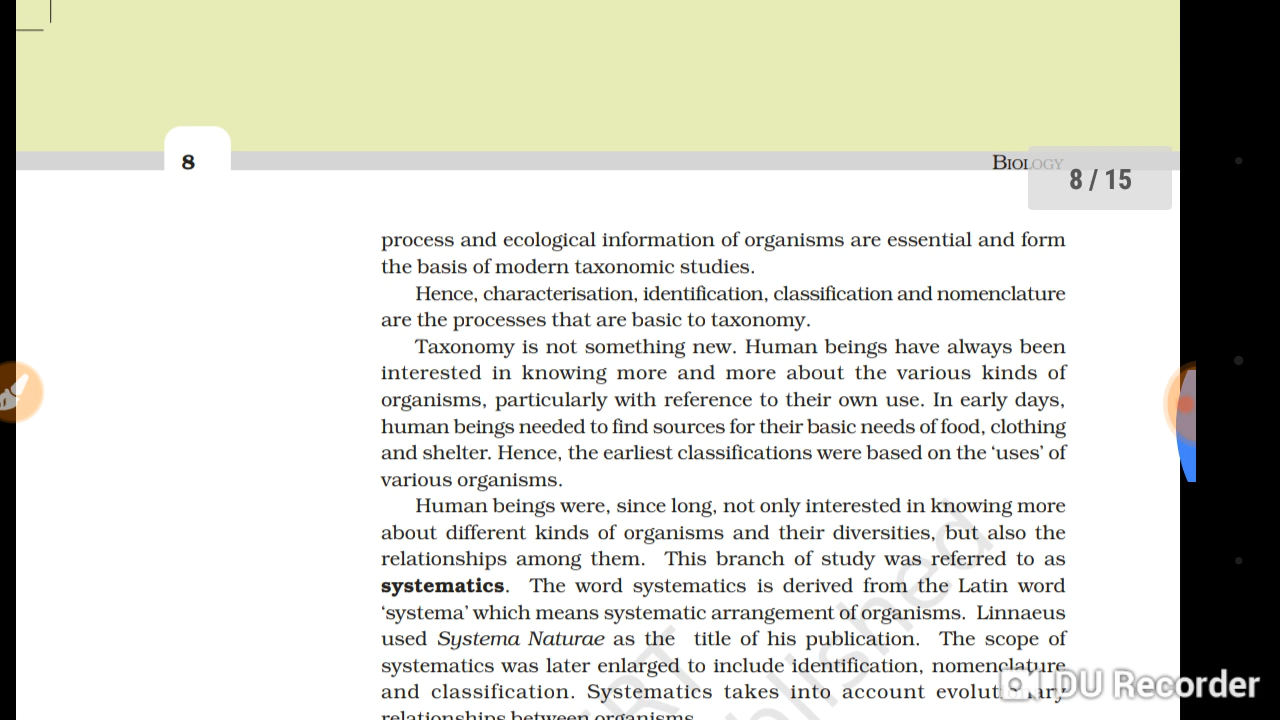 8
BIOLOGY
8 / 15
process and ecological information of organisms are essential and form
the basis of modern taxonomic studies.
Hence, characterisation, identification, classification and nomenclature
are the processes that are basic to taxonomy.
Taxonomy is not something new. Human beings have always been
interested in knowing more and more about the various kinds of
organisms, particularly with reference to their own use. In early days,
human beings needed to find sources for their basic needs of food, clothing
and shelter. Hence, the earliest classifications were based on the ‘uses’ of
various organisms.
Human beings were, since long, not only interested in knowing more
about different kinds of organisms and their diversities, but also the
relationships among them. This branch of study was referred to as
systematics. The word systematics is derived from the Latin word
‘systema’ which means systematic arrangement of organisms. Linnaeus
used Systema Naturae as the title of his publication. The scope of
systematics was later enlarged to include identification, nomenclature
and classification. Systematics takes into account evolutionary
relationships between organisms.
DU Recorder